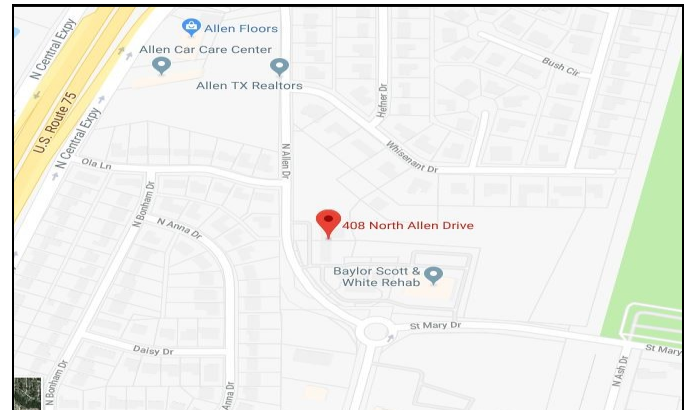 N Central Expy
Allen Floors
Allen Car Care Center
Allen TX Realtors
Bush Cir
Hefner Dr
U.S. Route 75
N Central Expy
Whisenant Dr
N Allen Dr
Ola Ln
N Bonham Dr
N Anna Dr
408 North Allen Drive
Baylor Scott &
White Rehab
St Mary Dr
Daisy Dr
St Mary
N Ash Dr
N Bonham Dr
Anna Dr